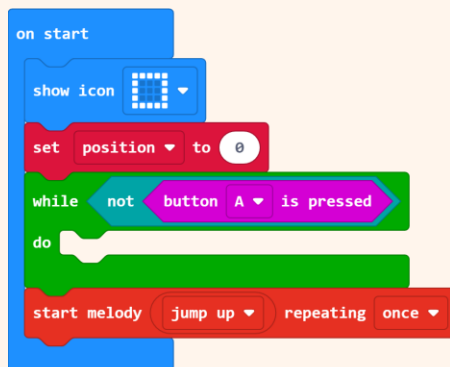 on start
show icon
set position to 0
while not button A is pressed
do
start melody jump up repeating once